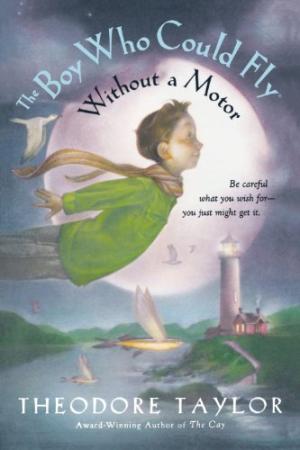 The Boy Who Could Fly
Without a Motor
Be careful
what you wish for—
you just might get it.
THEODORE TAYLOR
Award-Winning Author of The Cay